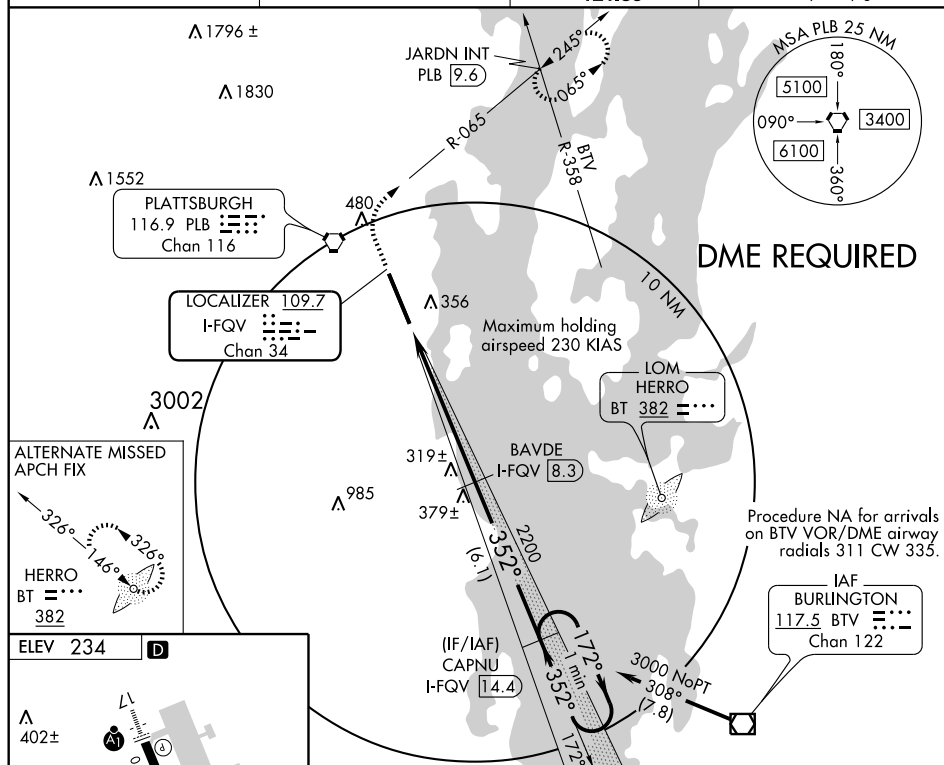 1796 ±
1830
1552
JARDN INT
PLB 9.6
245°
065°
R-065
BTV
R-358
MSA PLB 25 NM
180°
5100
090°
3400
6100
360°
PLATTSBURGH
116.9 PLB
Chan 116
480
DME REQUIRED
10 NM
LOCALIZER 109.7
I-FQV
Chan 34
356
Maximum holding
airspeed 230 KIAS
LOM
HERRO
BT 382
3002
ALTERNATE MISSED
APCH FIX
326°
146°
326°
HERRO
BT
382
319±
379±
985
BAVDE
I-FQV 8.3
2200
352°
(6.1)
Procedure NA for arrivals
on BTV VOR/DME airway
radials 311 CW 335.
IAF
BURLINGTON
117.5 BTV
Chan 122
(IF/IAF)
CAPNU
I-FQV 14.4
172°
1 min
352°
172°
3000 NoPT
308°
(7.8)
ELEV 234 D
402±
17
A1
P